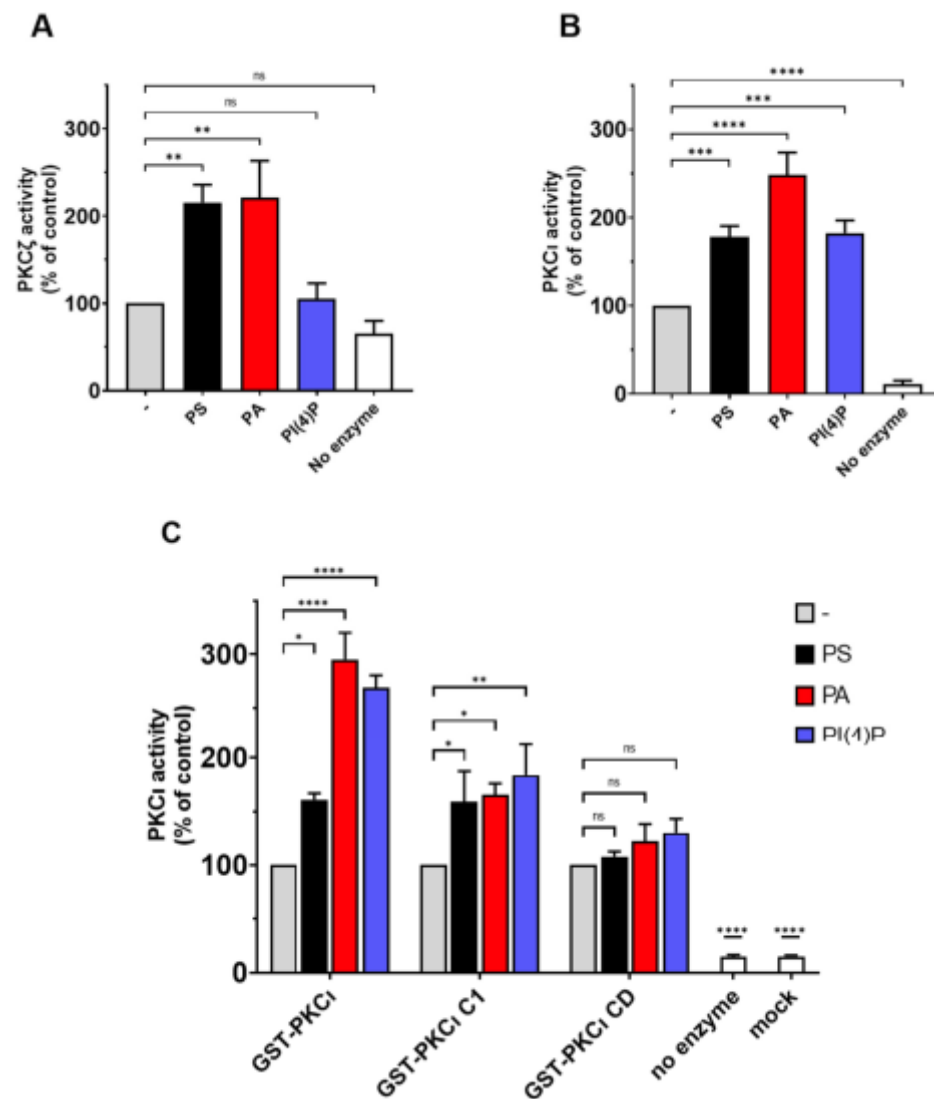 A
ns
ns
**
**
PKCζ activity
(% of control)
300
200
100
0
-
PS
PA
PI(4)P
No enzyme
B
****
***
****
***
PKCι activity
(% of control)
300
200
100
0
-
PS
PA
PI(4)P
No enzyme
C
****
****
*
**
*
*
ns
ns
ns
****
****
PKCι activity
(% of control)
300
200
100
0
GST-PKCι
GST-PKCι C1
GST-PKCι CD
no enzyme
mock
-
PS
PA
PI(4)P